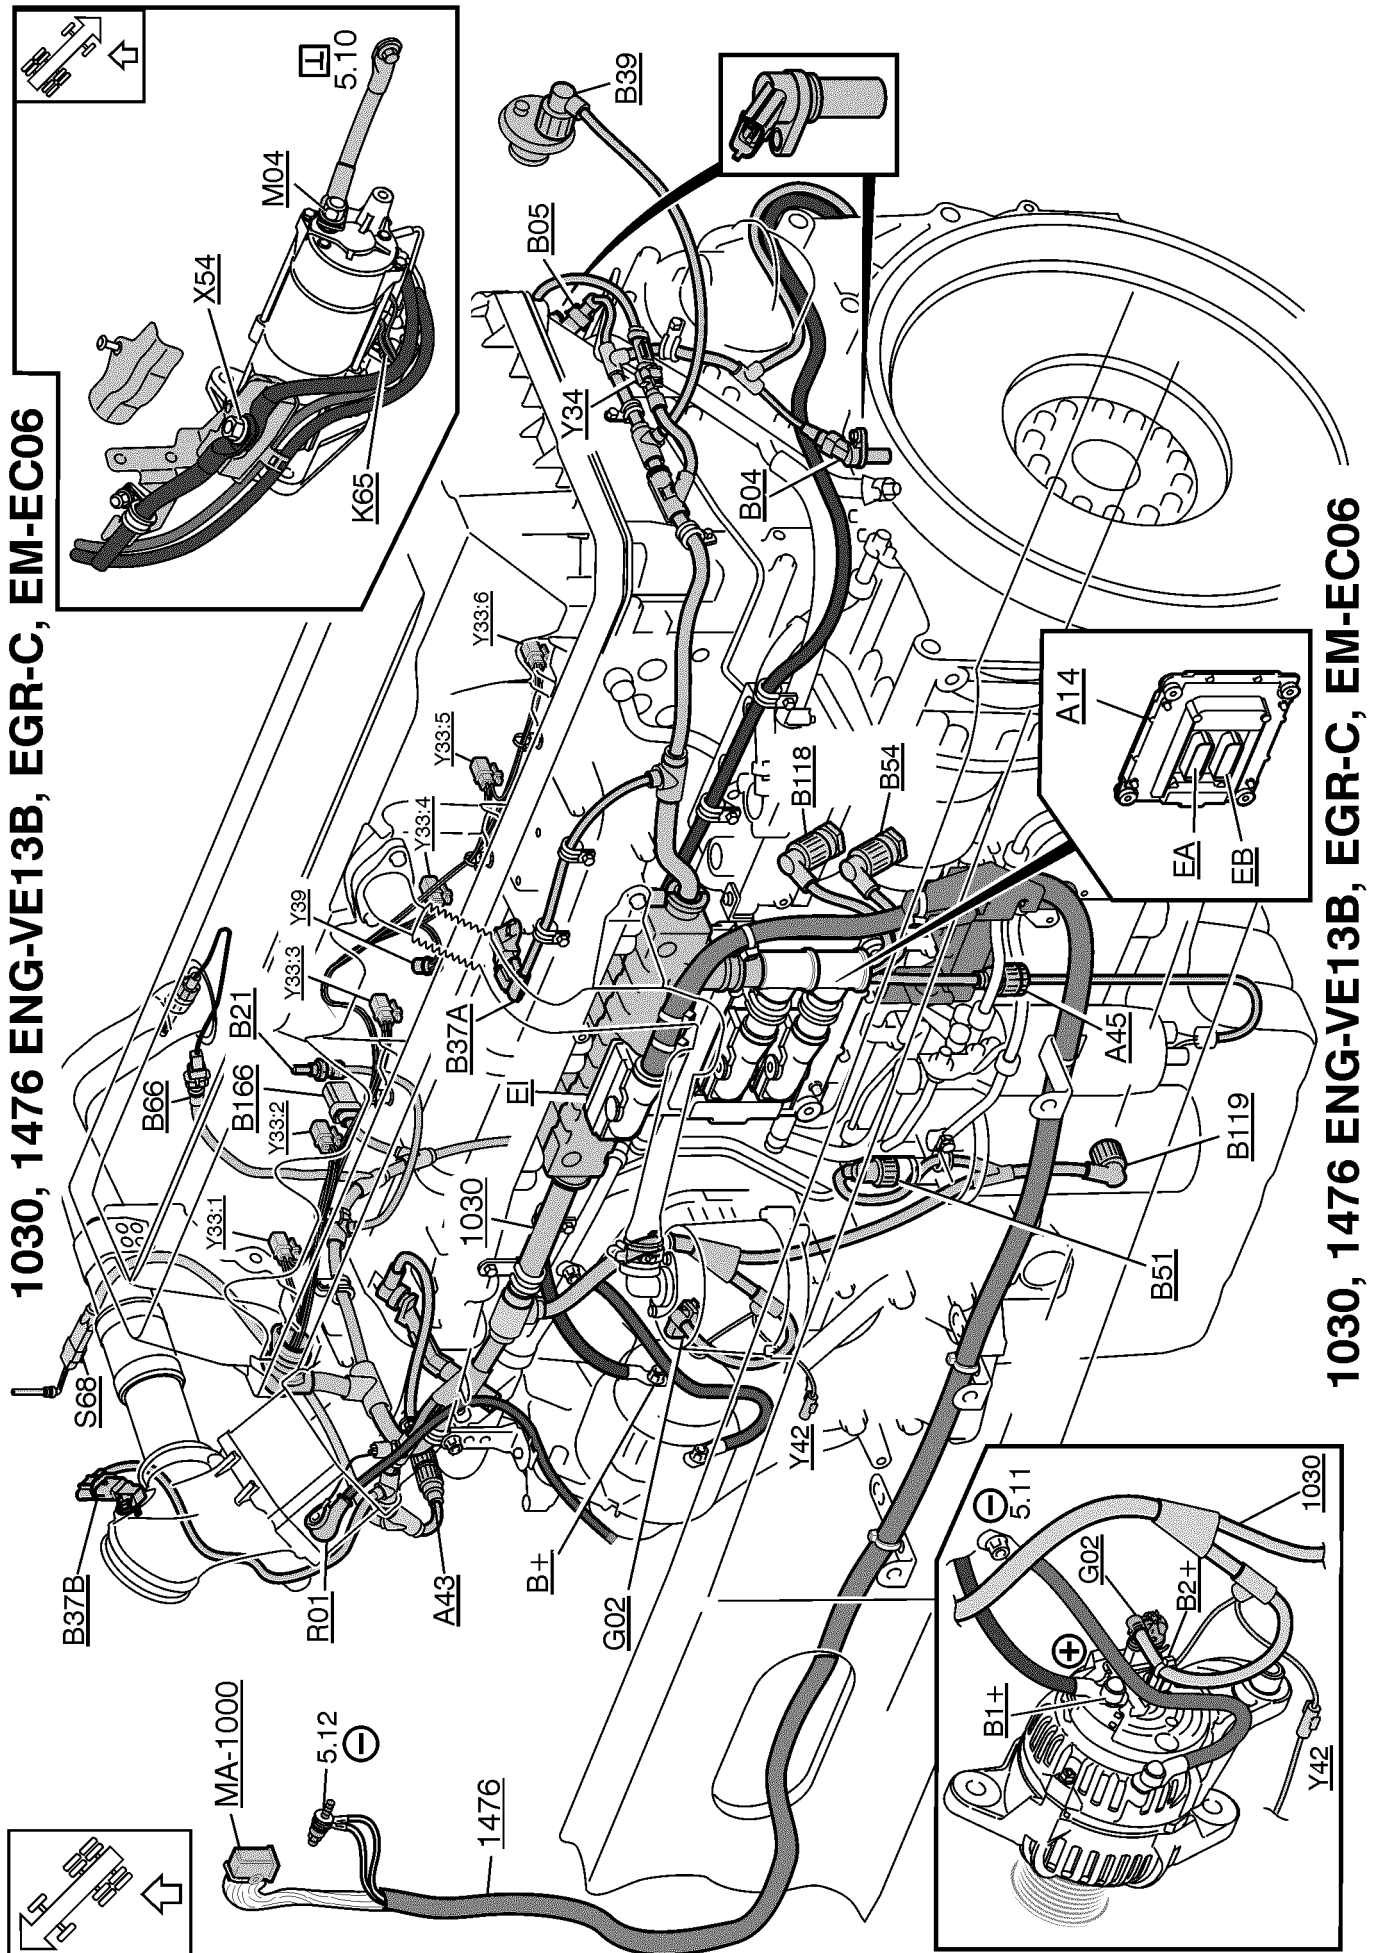 1030, 1476 ENG-VE13B, EGR-C, EM-EC06
MA-1000
5.12
1476
B37B
S68
B66
B166
B21
Y33:1
Y33:2
Y33:3
Y39
Y33:4
Y33:5
Y33:6
K65
X54
M04
T
5.10
R01
A43
1030
EI
B37A
Y34
B05
B39
B+
G02
Y42
B04
B118
B54
B51
B119
A45
A14
EA
EB
B1+
+
−
5.11
G02
B2+
1030
Y42
−
1030, 1476 ENG-VE13B, EGR-C, EM-EC06